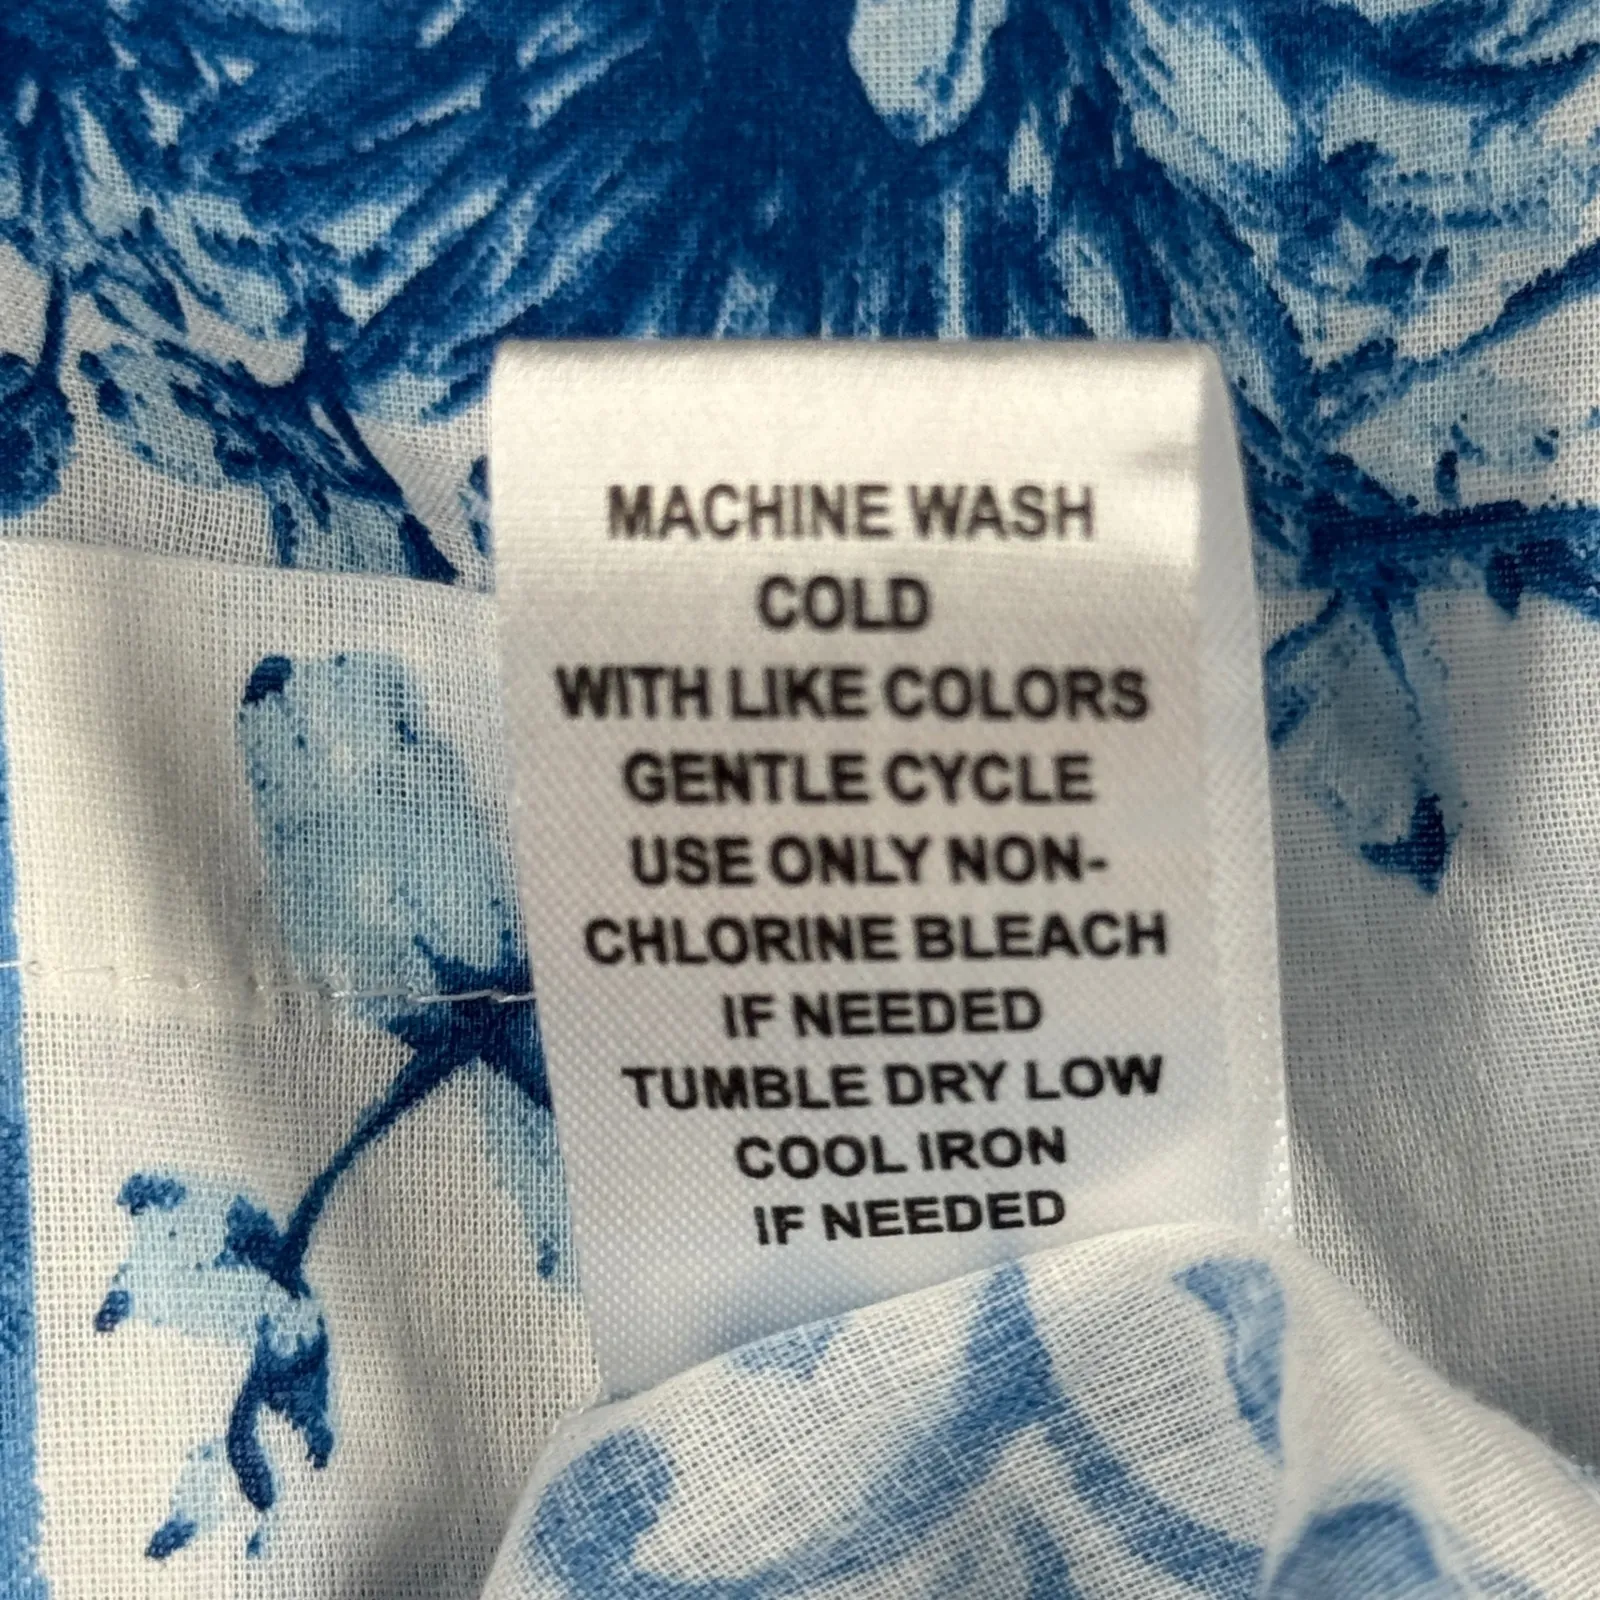 MACHINE WASH
COLD
WITH LIKE COLORS
GENTLE CYCLE
USE ONLY NON-
CHLORINE BLEACH
IF NEEDED
TUMBLE DRY LOW
COOL IRON
IF NEEDED